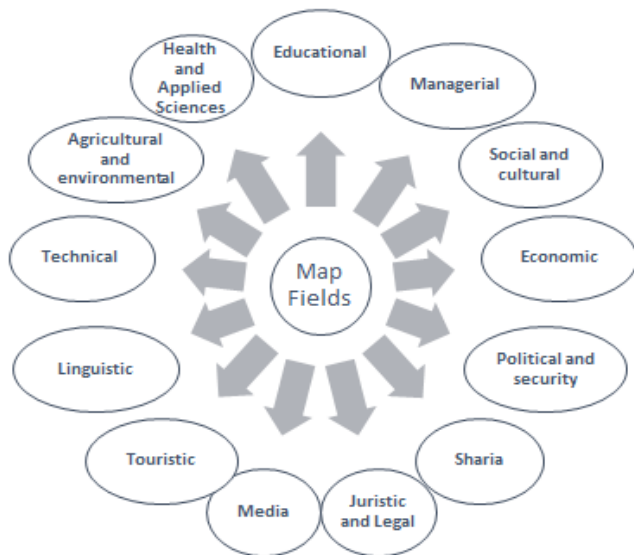 Educational
Managerial
Social and
cultural
Economic
Political and
security
Sharia
Juristic
and Legal
Media
Touristic
Linguistic
Technical
Agricultural
and
environmental
Health
and
Applied
Sciences
Map
Fields